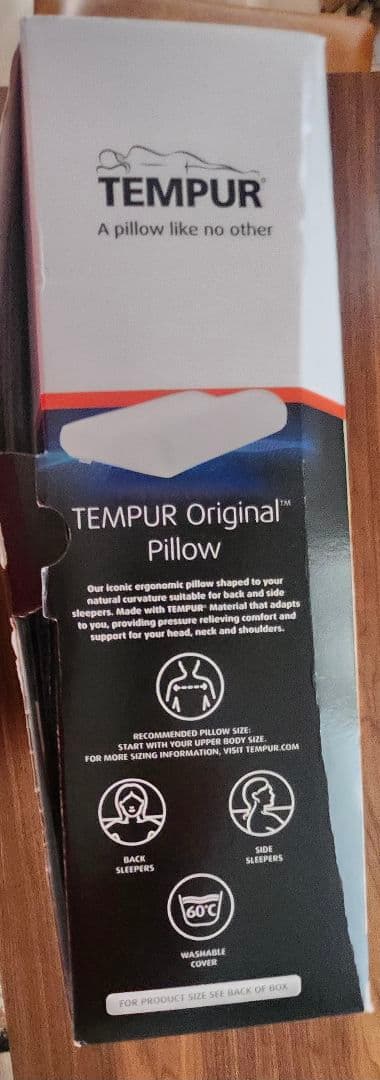 TEMPUR®
A pillow like no other
TEMPUR Original™
Pillow
Our iconic ergonomic pillow shaped to your
natural curvature suitable for back and side
sleepers. Made with TEMPUR® Material that adapts
to you, providing pressure relieving comfort and
support for your head, neck and shoulders.
RECOMMENDED PILLOW SIZE:
START WITH YOUR UPPER BODY SIZE.
FOR MORE SIZING INFORMATION, VISIT TEMPUR.COM
BACK
SLEEPERS
SIDE
SLEEPERS
60°C
WASHABLE
COVER
FOR PRODUCT SIZE SEE BACK OF BOX